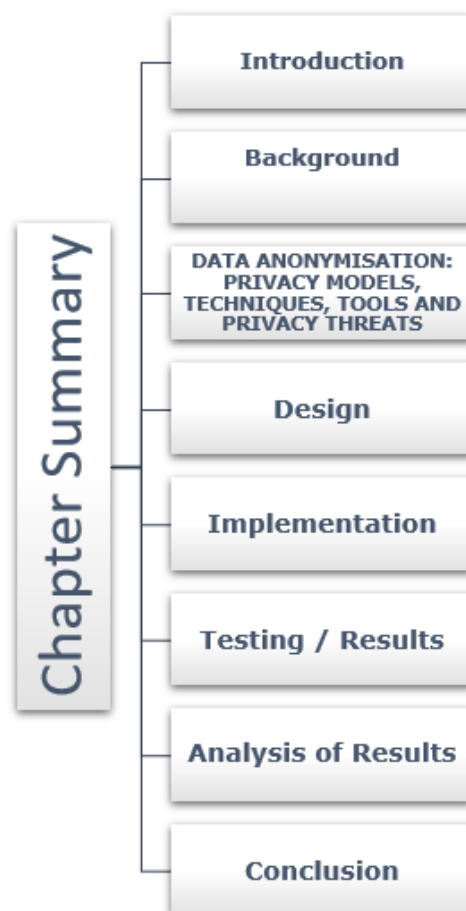 Chapter Summary
Introduction
Background
DATA ANONYMISATION:
PRIVACY MODELS,
TECHNIQUES, TOOLS AND
PRIVACY THREATS
Design
Implementation
Testing / Results
Analysis of Results
Conclusion